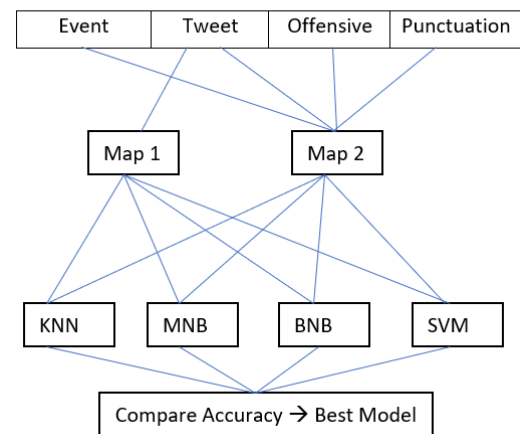 Event Tweet Offensive Punctuation
Map 1 Map 2
KNN MNB BNB SVM
Compare Accuracy → Best Model